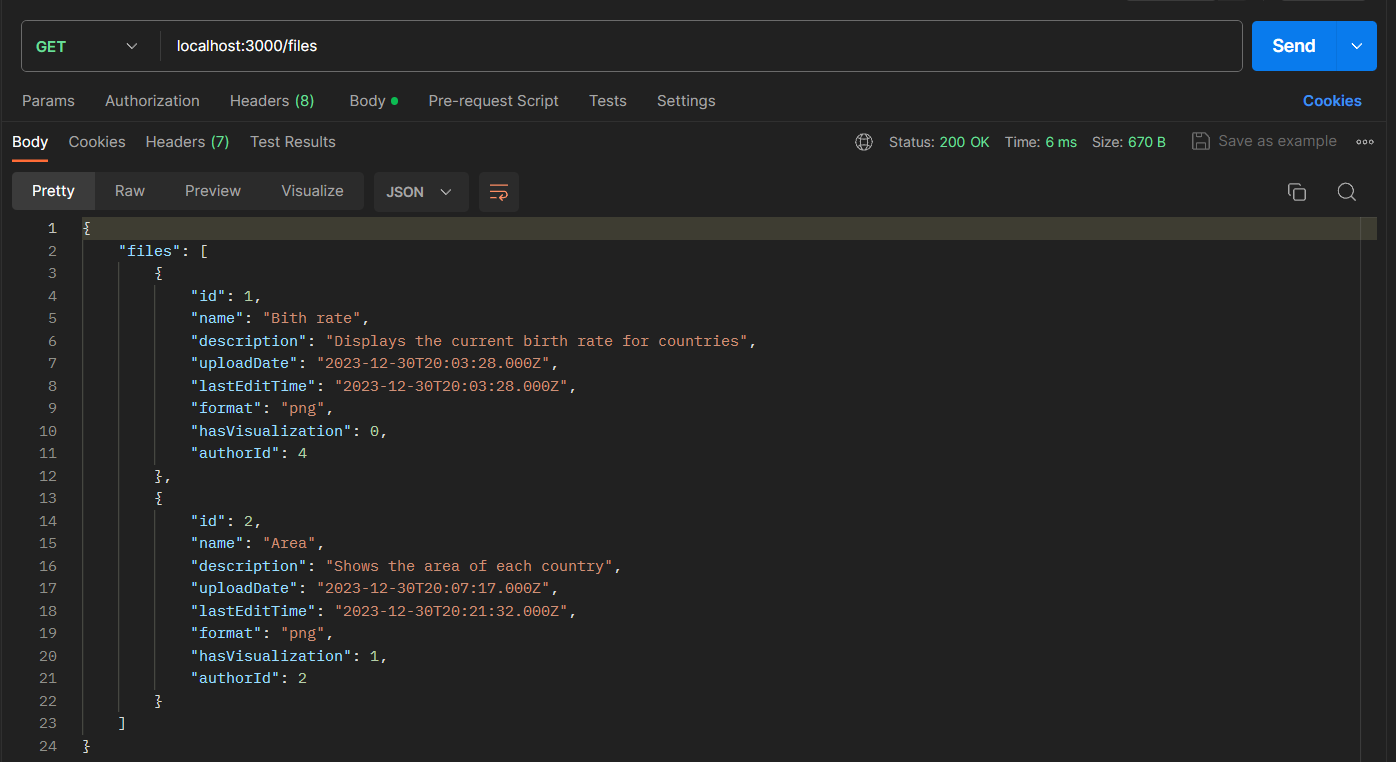 GET localhost:3000/files Send
Params Authorization Headers (8) Body Pre-request Script Tests Settings Cookies
Body Cookies Headers (7) Test Results Status: 200 OK Time: 6 ms Size: 670 B Save as example
Pretty Raw Preview Visualize JSON
1 {
2 "files": [
3 {
4 "id": 1,
5 "name": "Bith rate",
6 "description": "Displays the current birth rate for countries",
7 "uploadDate": "2023-12-30T20:03:28.000Z",
8 "lastEditTime": "2023-12-30T20:03:28.000Z",
9 "format": "png",
10 "hasVisualization": 0,
11 "authorId": 4
12 },
13 {
14 "id": 2,
15 "name": "Area",
16 "description": "Shows the area of each country",
17 "uploadDate": "2023-12-30T20:07:17.000Z",
18 "lastEditTime": "2023-12-30T20:21:32.000Z",
19 "format": "png",
20 "hasVisualization": 1,
21 "authorId": 2
22 }
23 ]
24 }